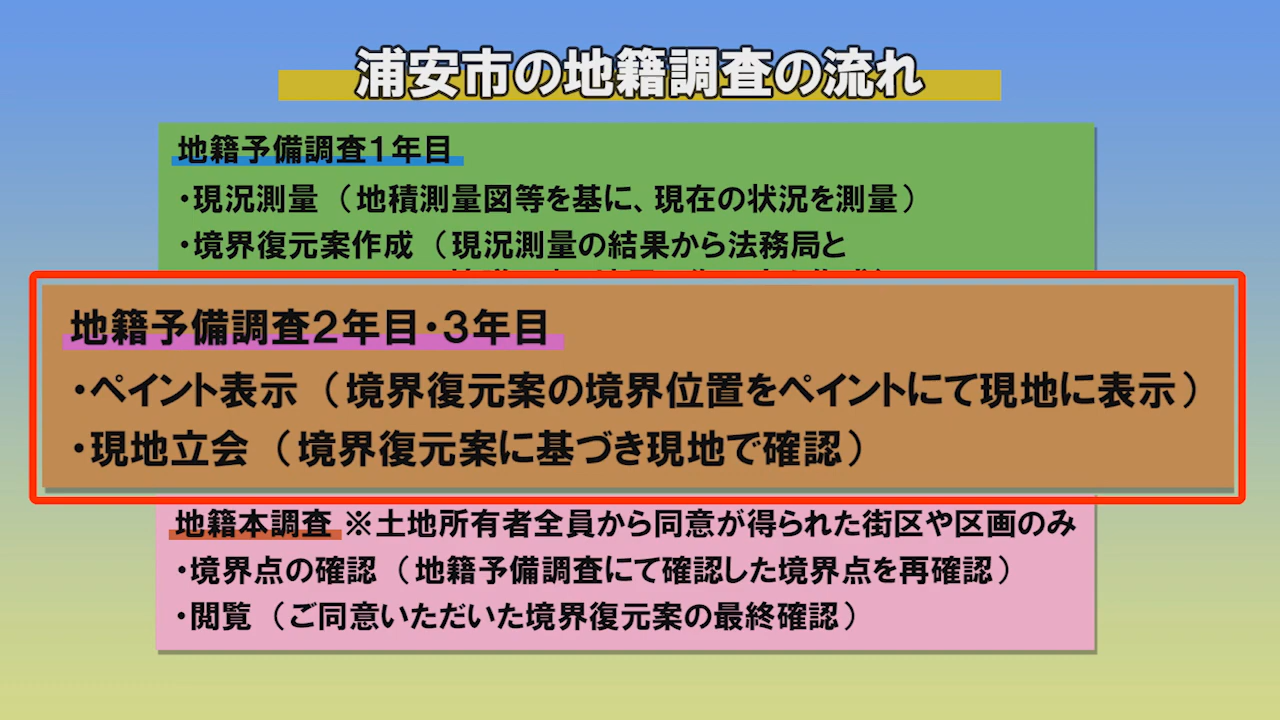 浦安市の地籍調査の流れ
地籍予備調査1年目
・現況測量（地積測量図等を基に、現在の状況を測量）
・境界復元案作成（現況測量の結果から法務局と
地籍予備調査2年目・3年目
・ペイント表示（境界復元案の境界位置をペイントにて現地に表示）
・現地立会（境界復元案に基づき現地で確認）
地籍本調査 ※土地所有者全員から同意が得られた街区や区画のみ
・境界点の確認（地籍予備調査にて確認した境界点を再確認）
・閲覧（ご同意いただいた境界復元案の最終確認）